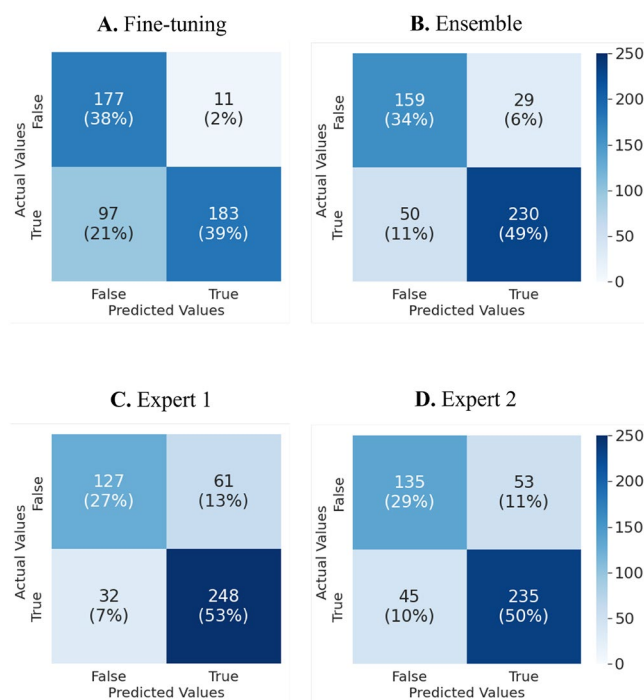 A. Fine-tuning
Actual Values
False
True
177
(38%)
11
(2%)
97
(21%)
183
(39%)
False
True
Predicted Values
B. Ensemble
Actual Values
False
True
159
(34%)
29
(6%)
50
(11%)
230
(49%)
False
True
Predicted Values
250
200
150
100
50
0
C. Expert 1
Actual Values
False
True
127
(27%)
61
(13%)
32
(7%)
248
(53%)
False
True
Predicted Values
D. Expert 2
Actual Values
False
True
135
(29%)
53
(11%)
45
(10%)
235
(50%)
False
True
Predicted Values
250
200
150
100
50
0